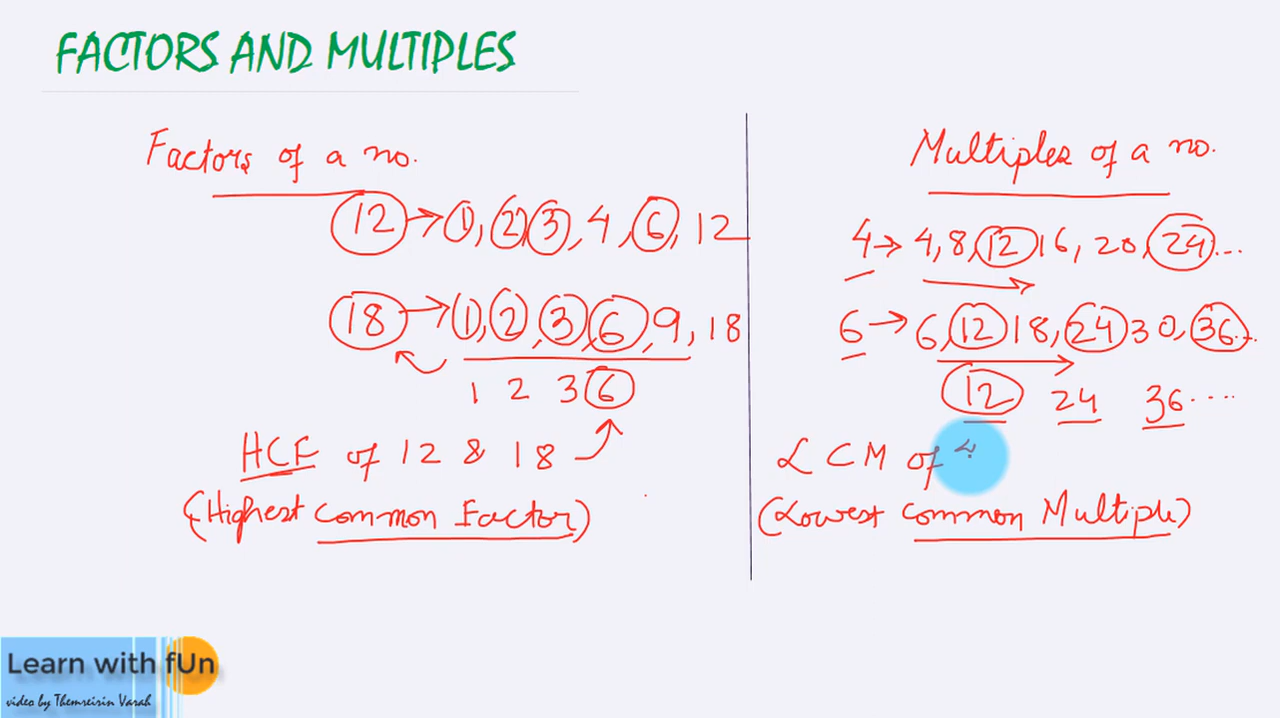 FACTORS AND MULTIPLES
Factors of a no.
12 → 1, 2, 3, 4, 6, 12
18 → 1, 2, 3, 6, 9, 18
1 2 3 6
HCF of 12 & 18
(Highest common Factor)
Multiples of a no.
4 → 4, 8, 12 16, 20, 24 ...
6 → 6, 12 18, 24 30, 36...
12 24 36 ....
LCM of 4
(Lowest common Multiple)
Learn with fUn
video by Themreirin Varah